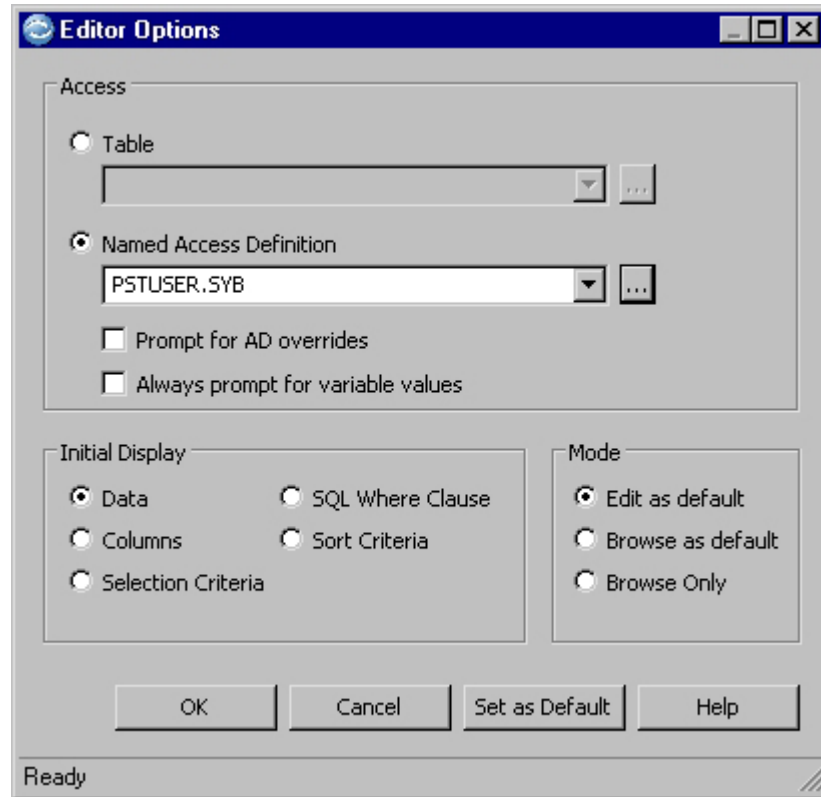 Editor Options
Access
Table
...
Named Access Definition
PSTUSER.SYB
...
Prompt for AD overrides
Always prompt for variable values
Initial Display
Data
SQL Where Clause
Columns
Sort Criteria
Selection Criteria
Mode
Edit as default
Browse as default
Browse Only
OK
Cancel
Set as Default
Help
Ready